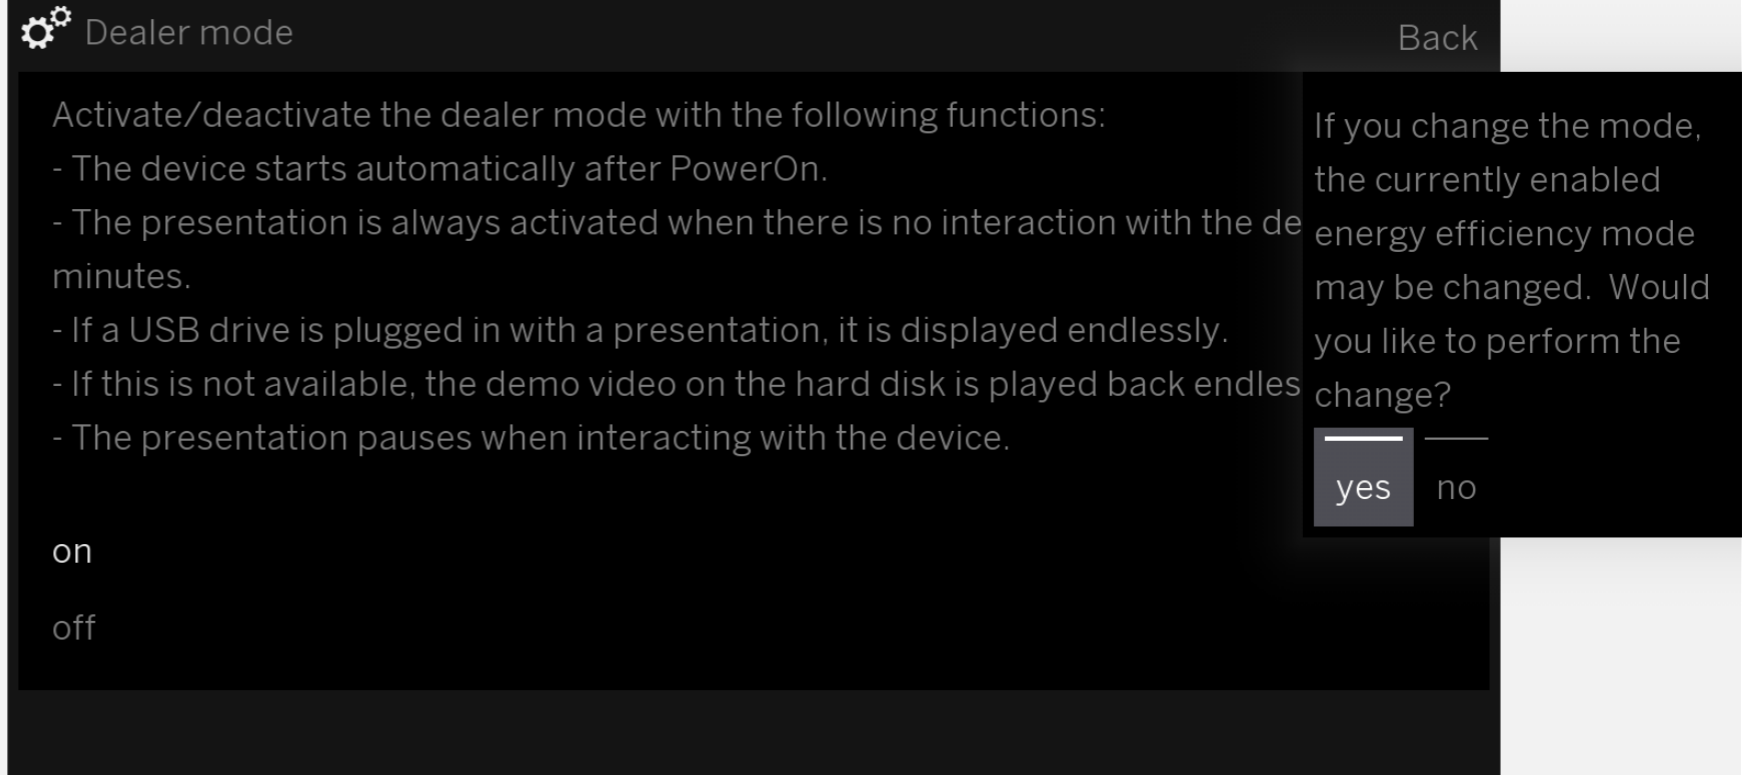 Dealer mode
Back
Activate/deactivate the dealer mode with the following functions:
- The device starts automatically after PowerOn.
- The presentation is always activated when there is no interaction with the de
minutes.
- If a USB drive is plugged in with a presentation, it is displayed endlessly.
- If this is not available, the demo video on the hard disk is played back endles
- The presentation pauses when interacting with the device.
on
off
If you change the mode,
the currently enabled
energy efficiency mode
may be changed.  Would
you like to perform the
change?
yes no